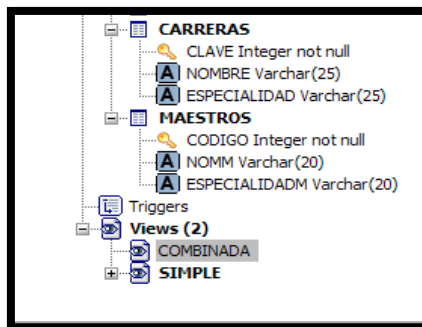 CARRERAS
CLAVE Integer not null
A NOMBRE Varchar(25)
A ESPECIALIDAD Varchar(25)
MAESTROS
CODIGO Integer not null
A NOMM Varchar(20)
A ESPECIALIDADM Varchar(20)
Triggers
Views (2)
COMBINADA
SIMPLE